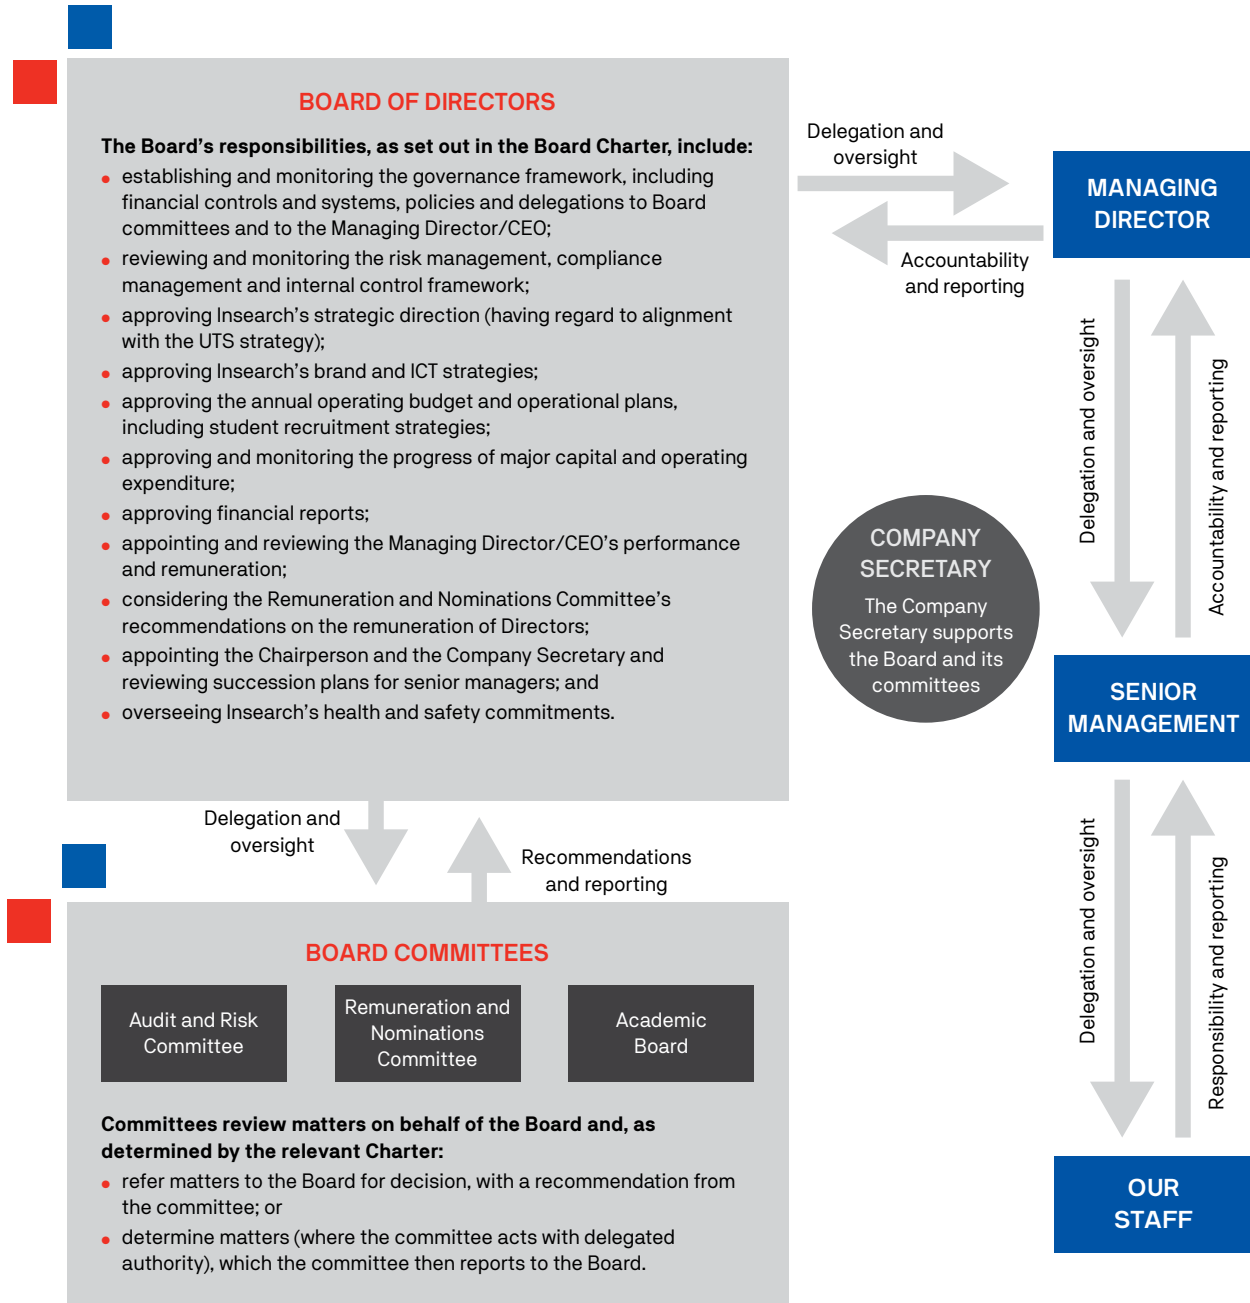 BOARD OF DIRECTORS
The Board’s responsibilities, as set out in the Board Charter, include:
• establishing and monitoring the governance framework, including
financial controls and systems, policies and delegations to Board
committees and to the Managing Director/CEO;
• reviewing and monitoring the risk management, compliance
management and internal control framework;
• approving Insearch’s strategic direction (having regard to alignment
with the UTS strategy);
• approving Insearch’s brand and ICT strategies;
• approving the annual operating budget and operational plans,
including student recruitment strategies;
• approving and monitoring the progress of major capital and operating
expenditure;
• approving financial reports;
• appointing and reviewing the Managing Director/CEO’s performance
and remuneration;
• considering the Remuneration and Nominations Committee’s
recommendations on the remuneration of Directors;
• appointing the Chairperson and the Company Secretary and
reviewing succession plans for senior managers; and
• overseeing Insearch’s health and safety commitments.
Delegation and
oversight
Accountability
and reporting
MANAGING
DIRECTOR
Delegation and oversight
Accountability and reporting
COMPANY
SECRETARY
The Company
Secretary supports
the Board and its
committees
SENIOR
MANAGEMENT
Delegation and oversight
Responsibility and reporting
OUR
STAFF
Delegation and
oversight
Recommendations
and reporting
BOARD COMMITTEES
Audit and Risk
Committee
Remuneration and
Nominations
Committee
Academic
Board
Committees review matters on behalf of the Board and, as
determined by the relevant Charter:
• refer matters to the Board for decision, with a recommendation from
the committee; or
• determine matters (where the committee acts with delegated
authority), which the committee then reports to the Board.